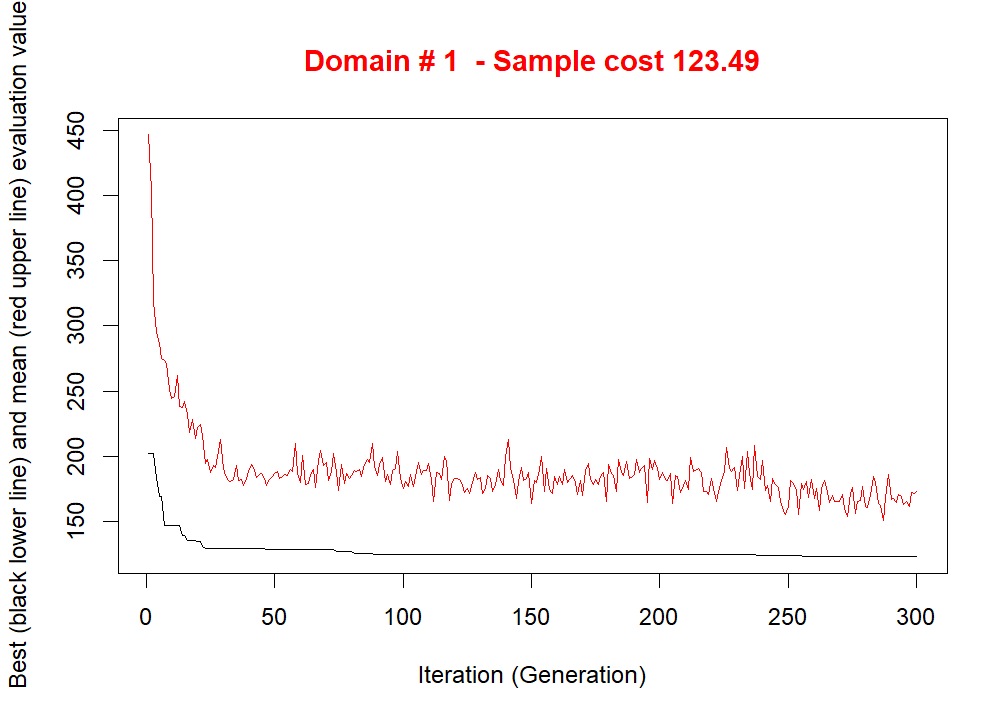 Domain # 1  - Sample cost 123.49
Best (black lower line) and mean (red upper line) evaluation value
450
400
350
300
250
200
150
0 50 100 150 200 250 300
Iteration (Generation)